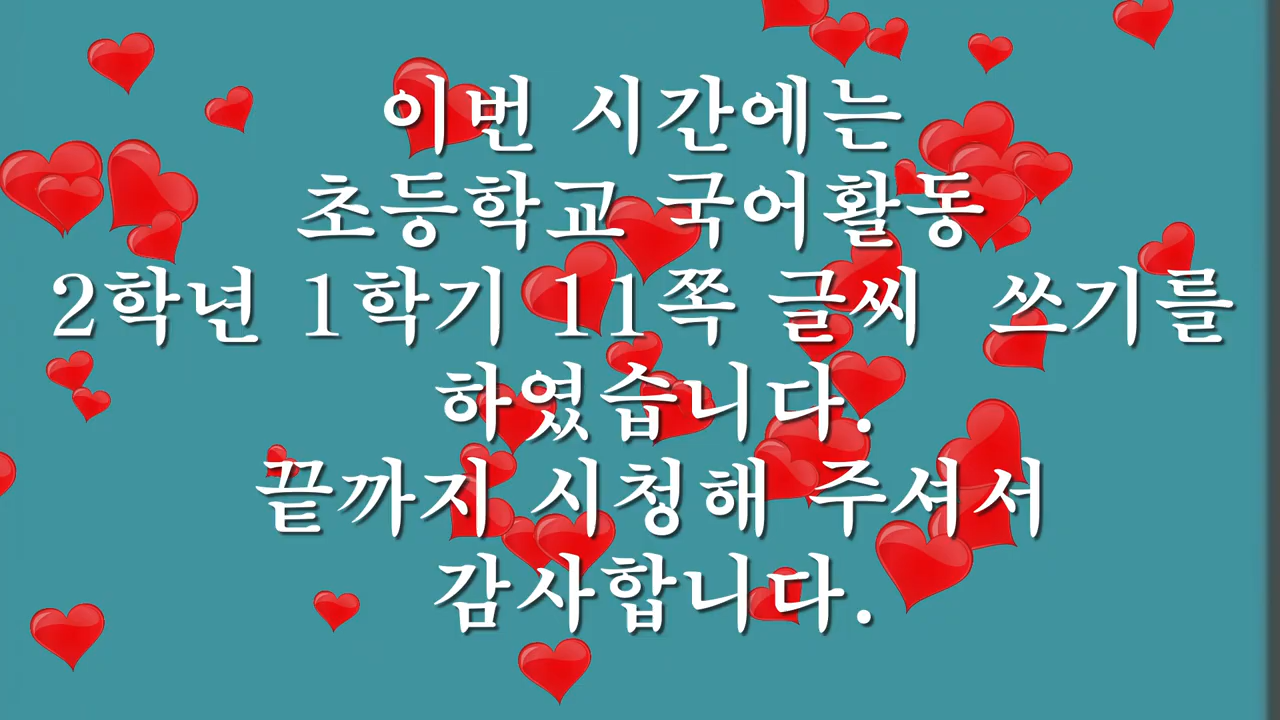 이번 시간에는
초등학교 국어활동
2학년 1학기 11쪽 글씨 쓰기를
하였습니다.
끝까지 시청해 주셔서
감사합니다.